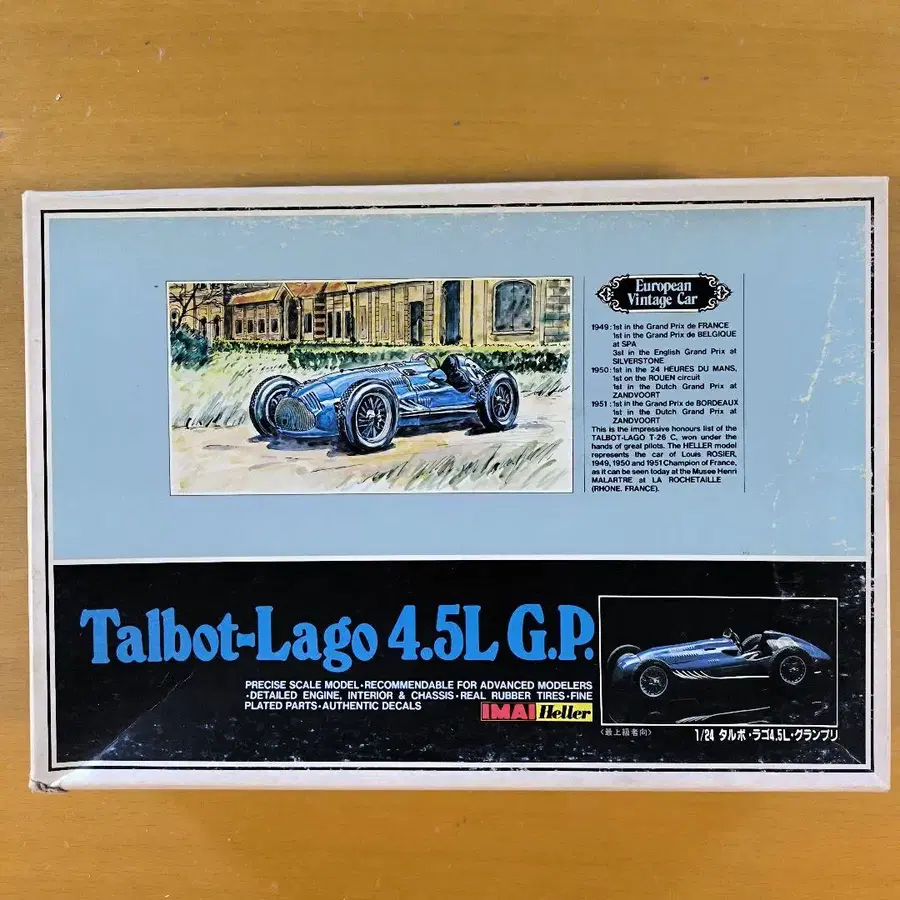 European
Vintage Car
1949:1st in the Grand Prix de FRANCE
1st in the Grand Prix de BELGIQUE
at SPA
3st in the English Grand Prix at
SILVERSTONE
1950:1st in the 24 HEURES DU MANS,
1st on the ROUEN circuit
1st in the Dutch Grand Prix at
ZANDVOORT
1951:1st in the Grand Prix de BORDEAUX
1st in the Dutch Grand Prix at
ZANDVOORT
This is the impressive honours list of the
TALBOT-LAGO T-26 C, won under the
hands of great pilots. The HELLER model
represents the car of Louis ROSIER,
1949, 1950 and 1951 Champion of France,
as it can be seen today at the Musee Henri
MALARTRE at LA ROCHETAILLE
(RHONE, FRANCE).
Talbot-Lago 4.5L G.P.
PRECISE SCALE MODEL·RECOMMENDABLE FOR ADVANCED MODELERS
·DETAILED ENGINE, INTERIOR & CHASSIS·REAL RUBBER TIRES·FINE
PLATED PARTS·AUTHENTIC DECALS
IMAI Heller
〈最上級者向〉
1/24 タルボ・ラゴ4.5L・グランプリ